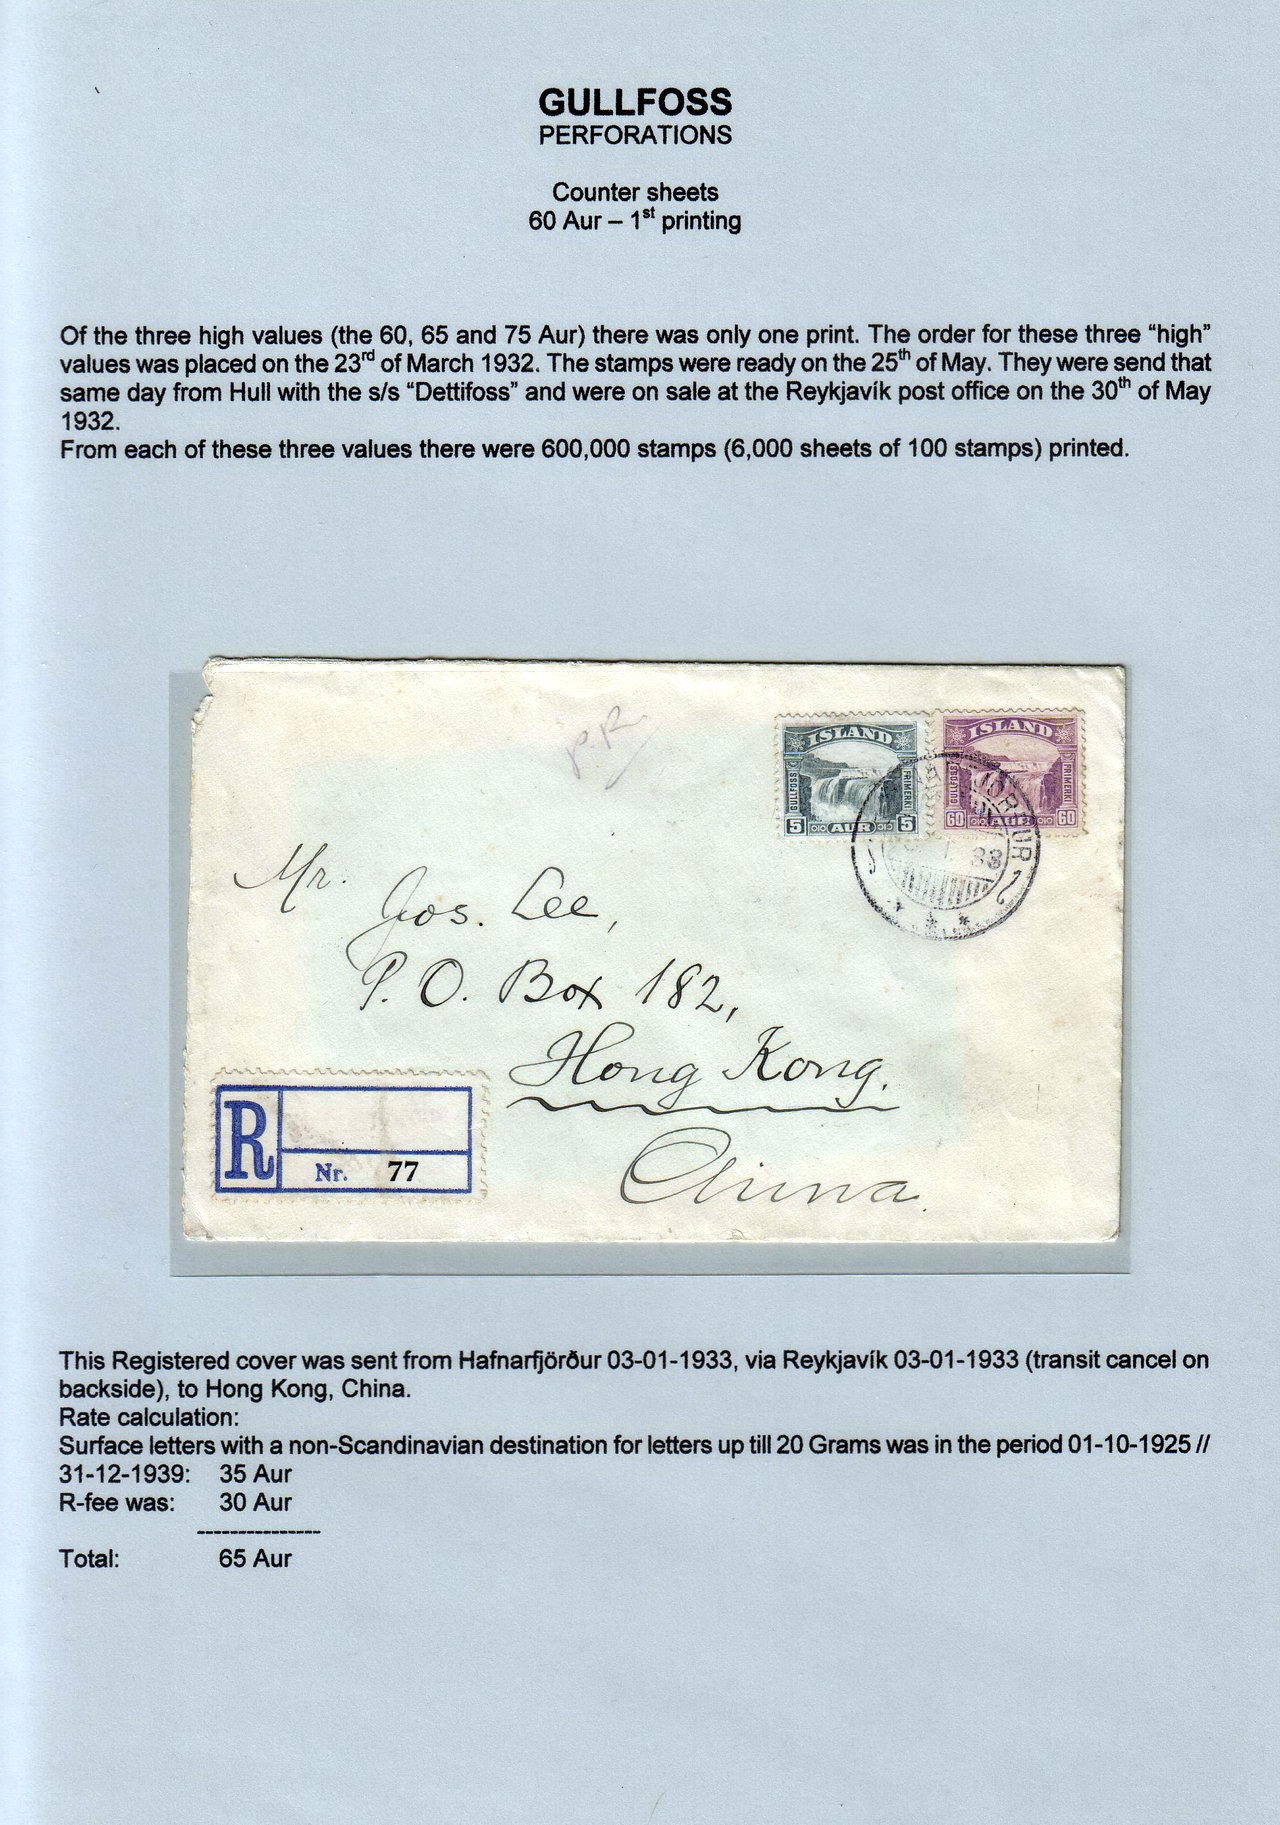 GULLFOSS
PERFORATIONS
Counter sheets
60 Aur – 1st printing
Of the three high values (the 60, 65 and 75 Aur) there was only one print. The order for these three “high”
values was placed on the 23rd of March 1932. The stamps were ready on the 25th of May. They were send that
same day from Hull with the s/s “Dettifoss” and were on sale at the Reykjavík post office on the 30th of May
1932.
From each of these three values there were 600,000 stamps (6,000 sheets of 100 stamps) printed.
P.R.
ISLAND
GULLFOSS
FRIMERKI
5 AUR 5
ISLAND
GULLFOSS
FRIMERKI
60 AUR 60
33
Mr. Jos. Lee,
P.O. Box 182,
Hong Kong.
China.
R
Nr. 77
This Registered cover was sent from Hafnarfjörður 03-01-1933, via Reykjavík 03-01-1933 (transit cancel on
backside), to Hong Kong, China.
Rate calculation:
Surface letters with a non-Scandinavian destination for letters up till 20 Grams was in the period 01-10-1925 //
31-12-1939: 35 Aur
R-fee was: 30 Aur
---------------
Total: 65 Aur